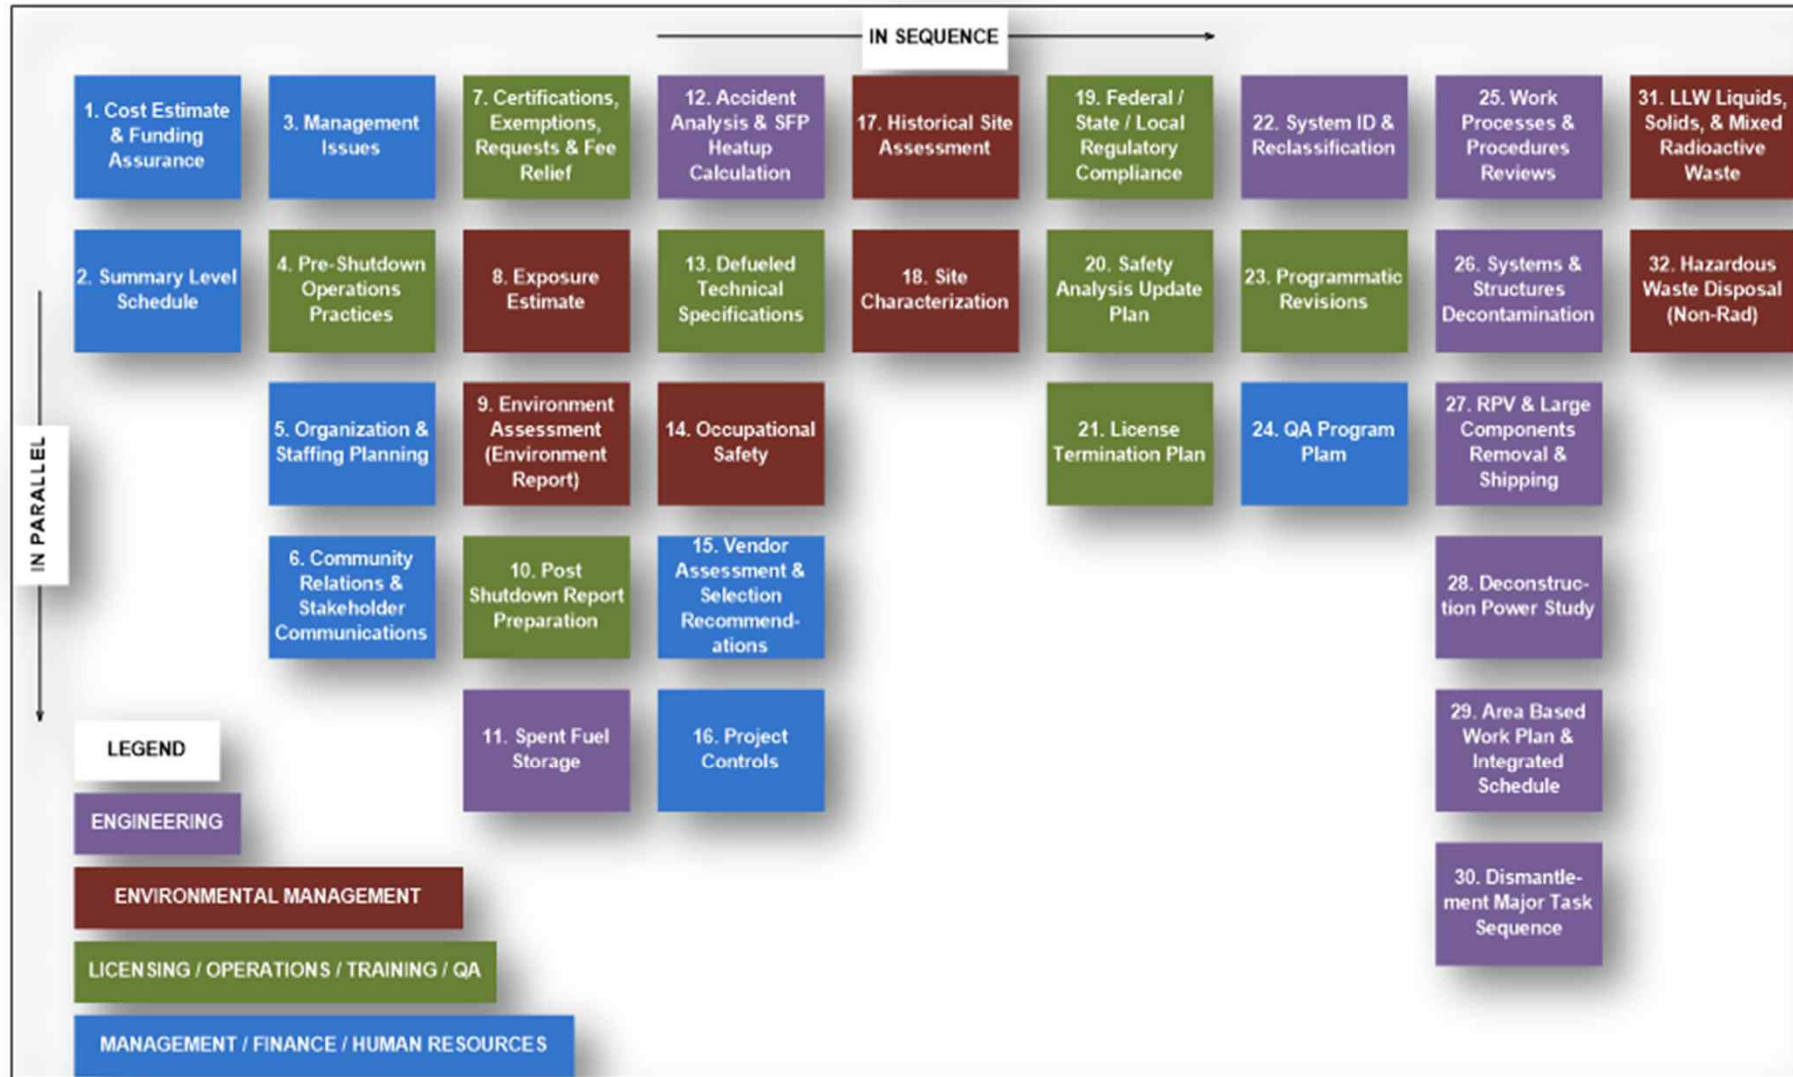 IN SEQUENCE
1. Cost Estimate
& Funding
Assurance
3. Management
Issues
7. Certifications,
Exemptions,
Requests & Fee
Relief
12. Accident
Analysis & SFP
Heatup
Calculation
17. Historical Site
Assessment
19. Federal /
State / Local
Regulatory
Compliance
22. System ID &
Reclassification
25. Work
Processes &
Procedures
Reviews
31. LLW Liquids,
Solids, & Mixed
Radioactive
Waste
2. Summary Level
Schedule
4. Pre-Shutdown
Operations
Practices
8. Exposure
Estimate
13. Defueled
Technical
Specifications
18. Site
Characterization
20. Safety
Analysis Update
Plan
23. Programmatic
Revisions
26. Systems &
Structures
Decontamination
32. Hazardous
Waste Disposal
(Non-Rad)
IN PARALLEL
5. Organization &
Staffing Planning
9. Environment
Assessment
(Environment
Report)
14. Occupational
Safety
21. License
Termination Plan
24. QA Program
Plam
27. RPV & Large
Components
Removal &
Shipping
6. Community
Relations &
Stakeholder
Communications
10. Post
Shutdown Report
Preparation
15. Vendor
Assessment &
Selection
Recommend-
ations
28. Deconstruc-
tion Power Study
11. Spent Fuel
Storage
16. Project
Controls
29. Area Based
Work Plan &
Integrated
Schedule
30. Dismantle-
ment Major Task
Sequence
LEGEND
ENGINEERING
ENVIRONMENTAL MANAGEMENT
LICENSING / OPERATIONS / TRAINING / QA
MANAGEMENT / FINANCE / HUMAN RESOURCES